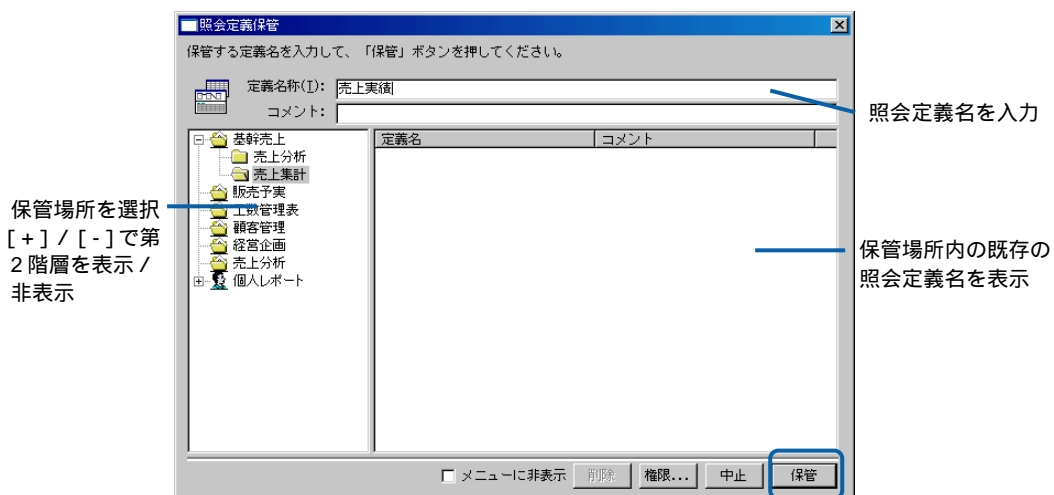 照会定義保管
保管する定義名を入力して、「保管」ボタンを押してください。
定義名称(I): 売上実績
コメント:
照会定義名を入力
定義名 コメント
基幹売上
売上分析
売上集計
販売予実
工数管理表
顧客管理
経営企画
売上分析
個人レポート
保管場所を選択
[+]/[-]で第
2階層を表示/
非表示
保管場所内の既存の
照会定義名を表示
メニューに非表示 削除 権限... 中止 保管